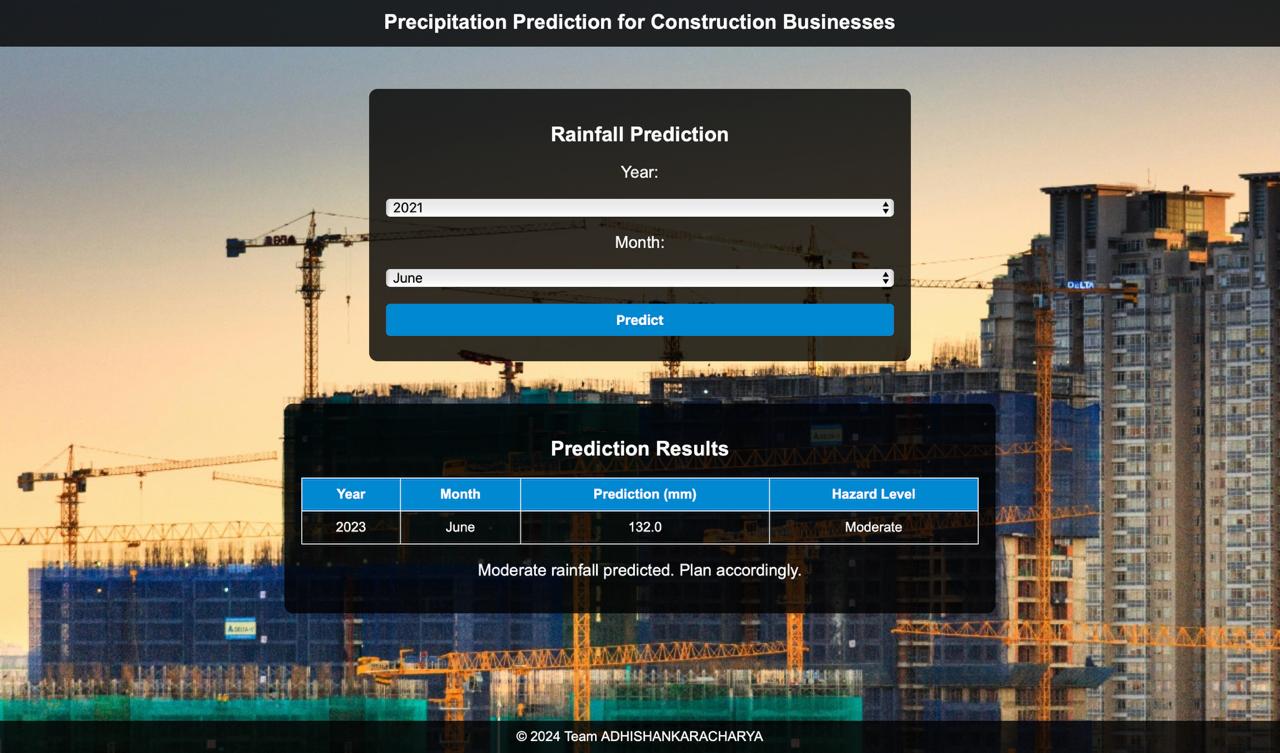 Precipitation Prediction for Construction Businesses
Rainfall Prediction
Year:
2021
Month:
June
Predict
DELTA
Prediction Results
Year Month Prediction (mm) Hazard Level
2023 June 132.0 Moderate
Moderate rainfall predicted. Plan accordingly.
© 2024 Team ADHISHANKARACHARYA